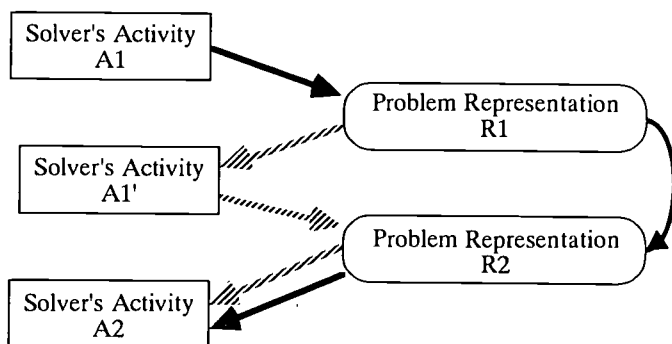 Solver's Activity
A1
Problem Representation
R1
Solver's Activity
A1'
Problem Representation
R2
Solver's Activity
A2